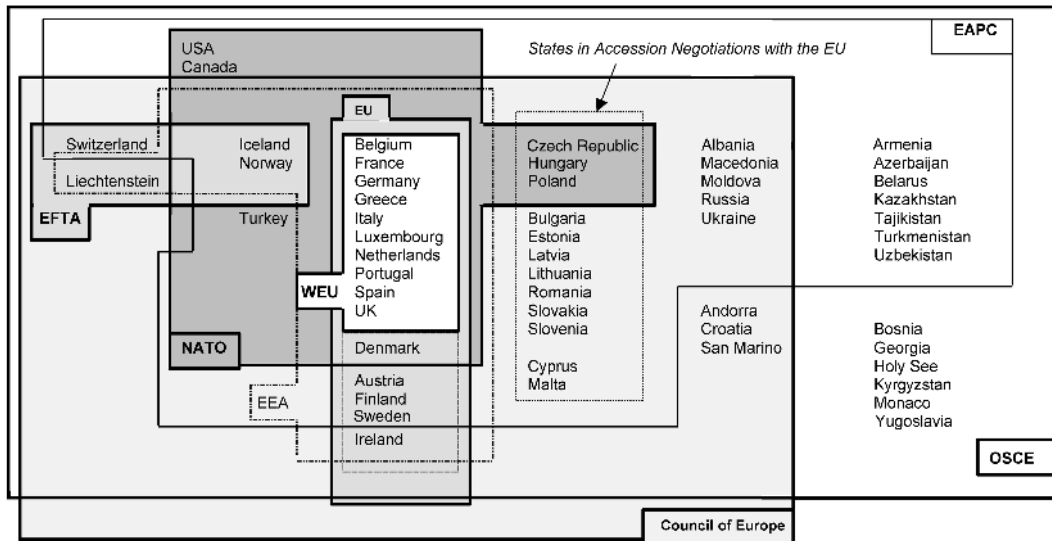 EAPC
USA
Canada
States in Accession Negotiations with the EU
EU
Switzerland
Liechtenstein
EFTA
Iceland
Norway
Turkey
Belgium
France
Germany
Greece
Italy
Luxembourg
Netherlands
Portugal
Spain
UK
WEU
NATO
Denmark
Austria
Finland
Sweden
Ireland
EEA
Czech Republic
Hungary
Poland
Bulgaria
Estonia
Latvia
Lithuania
Romania
Slovakia
Slovenia
Cyprus
Malta
Albania
Macedonia
Moldova
Russia
Ukraine
Andorra
Croatia
San Marino
Armenia
Azerbaijan
Belarus
Kazakhstan
Tajikistan
Turkmenistan
Uzbekistan
Bosnia
Georgia
Holy See
Kyrgyzstan
Monaco
Yugoslavia
OSCE
Council of Europe